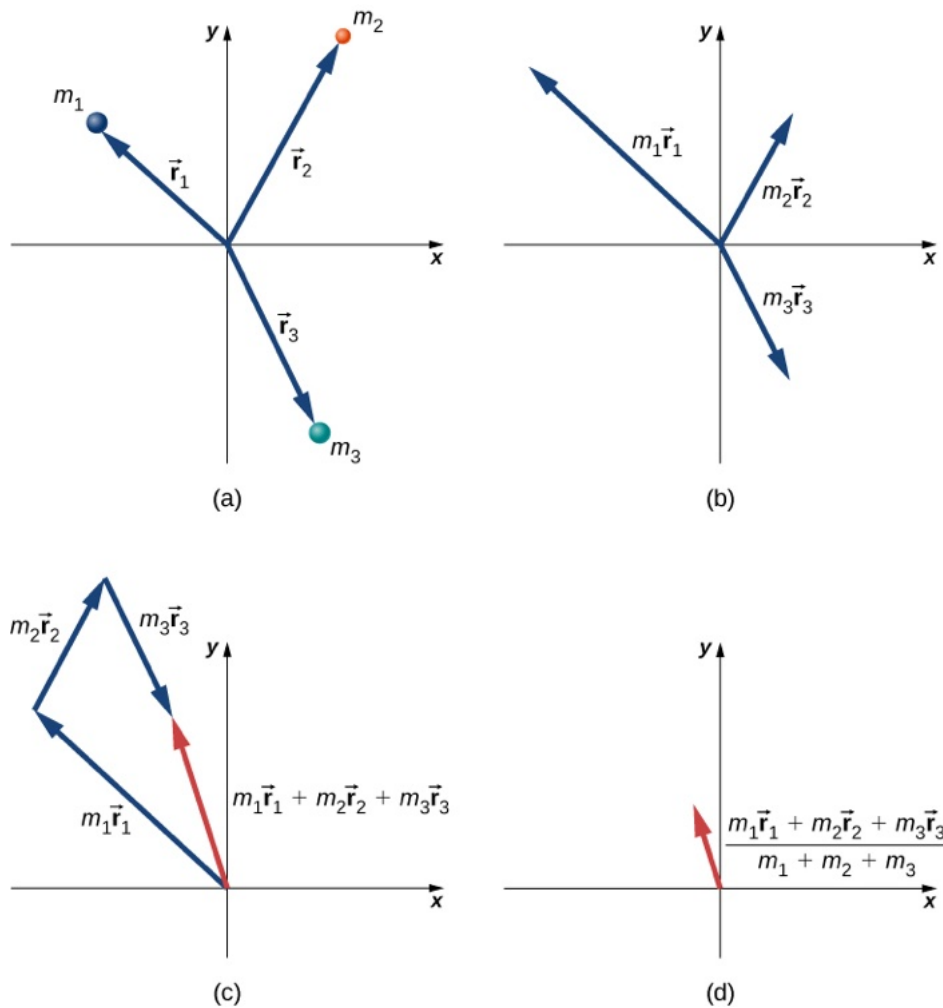 y
m₂
m₁
r⃗₁
r⃗₂
x
r⃗₃
m₃
(a)
y
m₁r⃗₁
m₂r⃗₂
x
m₃r⃗₃
(b)
m₂r⃗₂
m₃r⃗₃
y
m₁r⃗₁ + m₂r⃗₂ + m₃r⃗₃
m₁r⃗₁
x
(c)
y
m₁r⃗₁ + m₂r⃗₂ + m₃r⃗₃
m₁ + m₂ + m₃
x
(d)